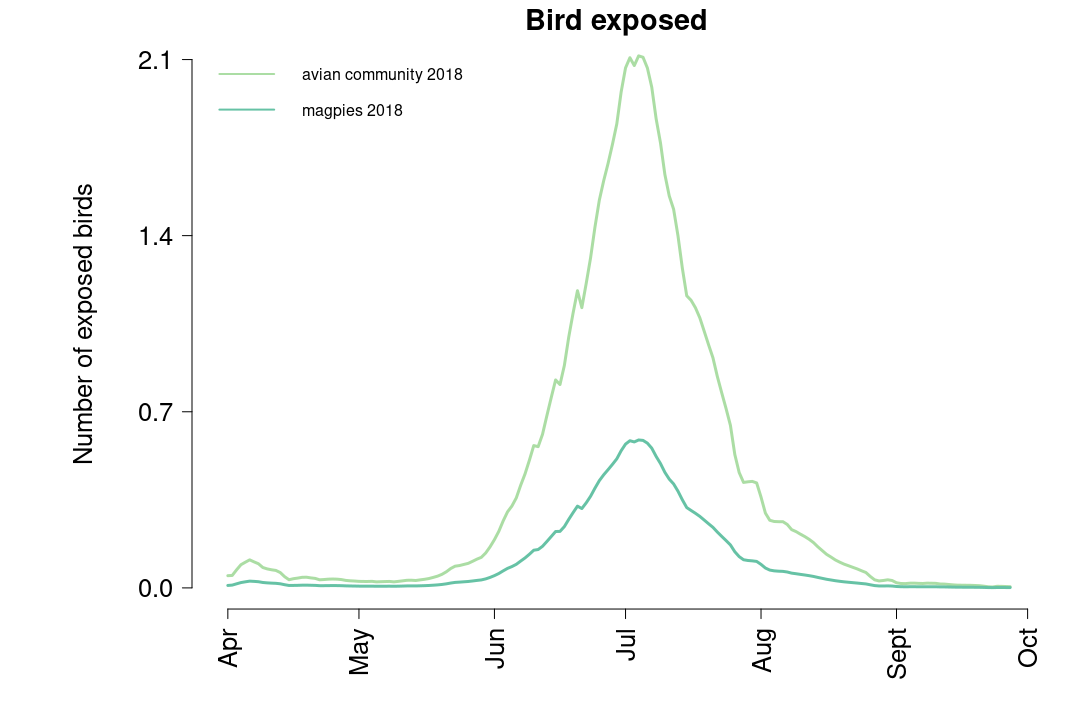 Bird exposed
avian community 2018
magpies 2018
Number of exposed birds
2.1
1.4
0.7
0.0
Apr
May
Jun
Jul
Aug
Sept
Oct